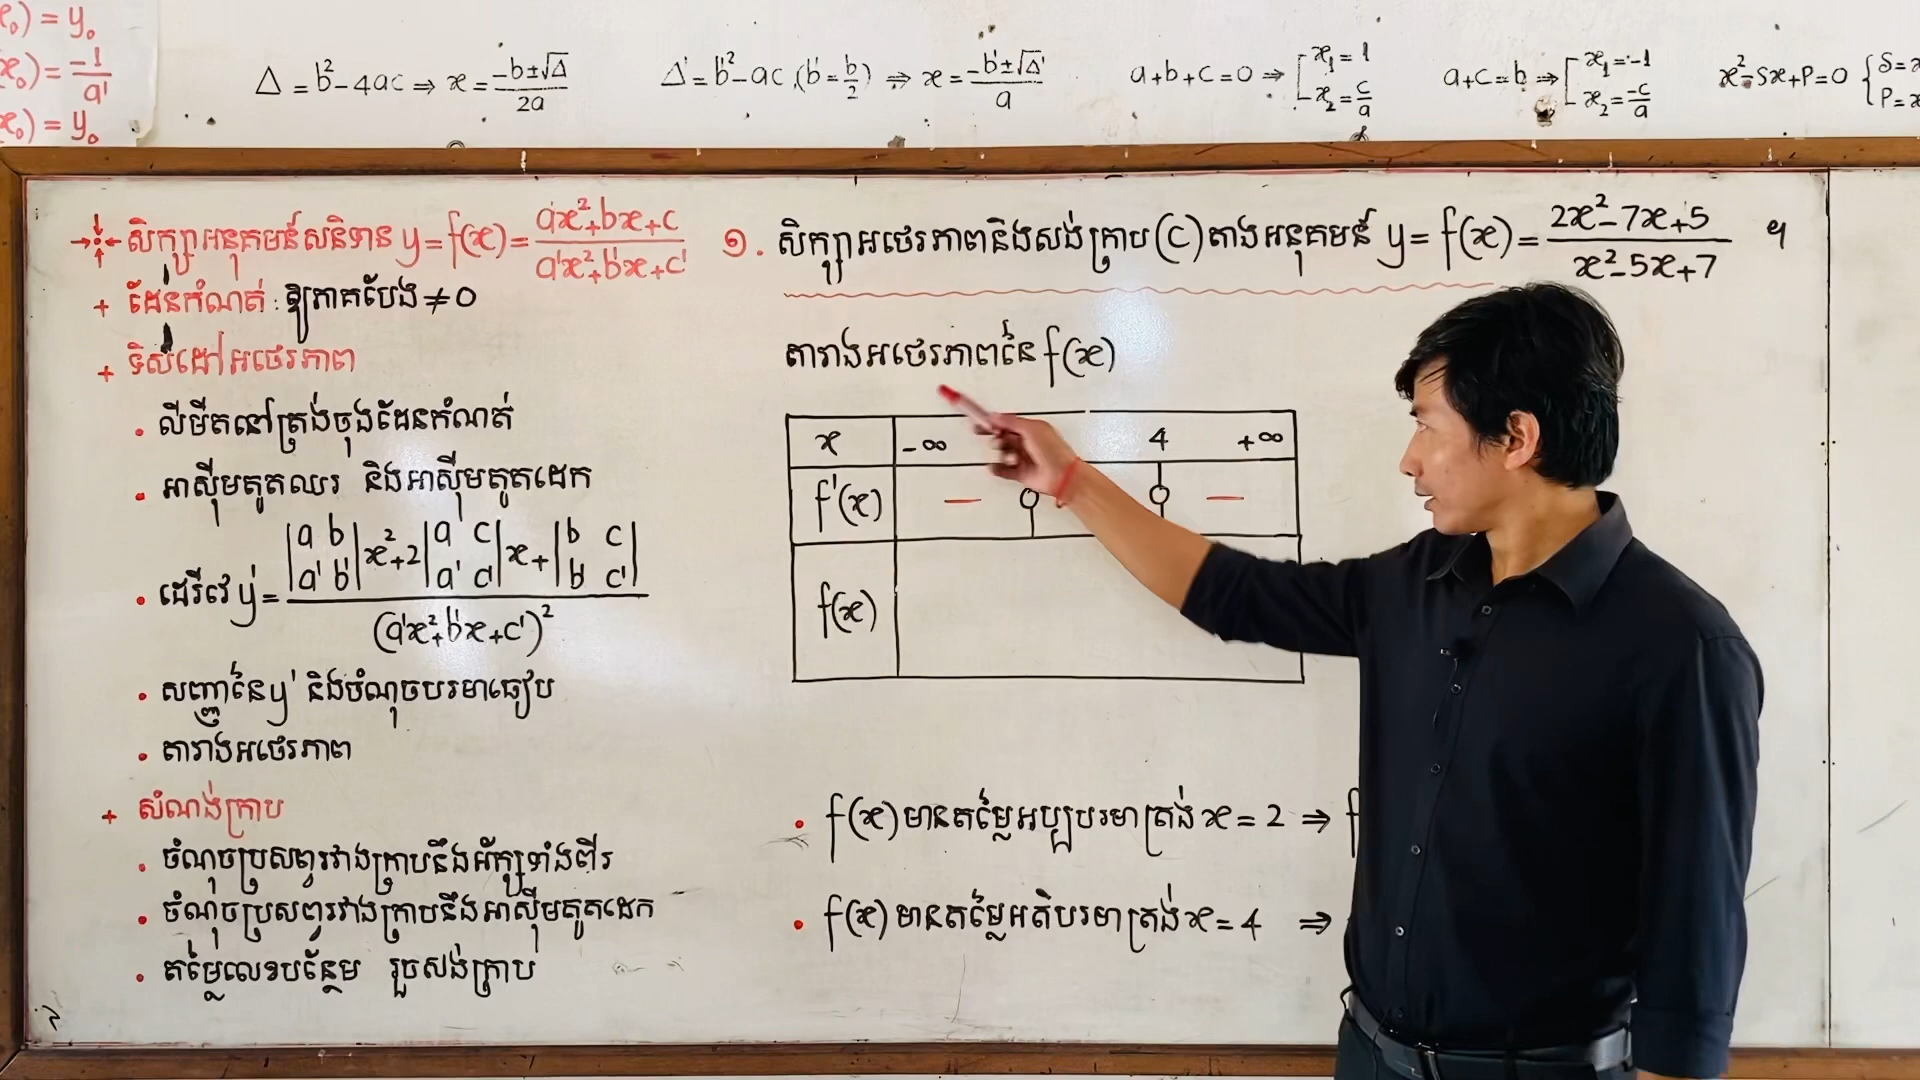 x₀) = y₀
x₀) = -1/a'
x₀) = y₀
Δ = b² - 4ac ⇒ x = (-b ± √Δ)/2a
Δ' = b'² - ac, (b' = b/2) ⇒ x = (-b' ± √Δ')/a
a + b + c = 0 ⇒ [ x₁ = 1
x₂ = c/a
a + c = b ⇒ [ x₁ = -1
x₂ = -c/a
x² - Sx + P = 0 { S =
P =
សិក្សាអនុគមន៍សនិទាន y = f(x) = (ax² + bx + c)/(a'x² + b'x + c')
+ ដែនកំណត់ : ឱ្យភាគបែង ≠ 0
+ ទិសដៅអថេរភាព
• លីមីតនៅត្រង់ចុងដែនកំណត់
• អាស៊ីមតូតឈរ និងអាស៊ីមតូតដេក
• ដេរីវេ y' = (|a b; a' b'|x² + 2|a c; a' c'|x + |b c; b' c'|)/(a'x² + b'x + c')²
• សញ្ញានៃ y' និងចំណុចបរមាធៀប
• តារាងអថេរភាព
+ សំណង់ក្រាប
• ចំណុចប្រសព្វរវាងក្រាបនឹងអ័ក្សទាំងពីរ
• ចំណុចប្រសព្វរវាងក្រាបនឹងអាស៊ីមតូតដេក
• តម្លៃលេខបន្ថែម រួចសង់ក្រាប
១. សិក្សាអថេរភាពនិងសង់ក្រាប (C) តាងអនុគមន៍ y = f(x) = (2x² - 7x + 5)/(x² - 5x + 7) ។
តារាងអថេរភាពនៃ f(x)
x -∞ 4 +∞
f'(x) − 0 0 −
f(x)
• f(x) មានតម្លៃអប្បបរមាត្រង់ x = 2 ⇒ f
• f(x) មានតម្លៃអតិបរមាត្រង់ x = 4 ⇒